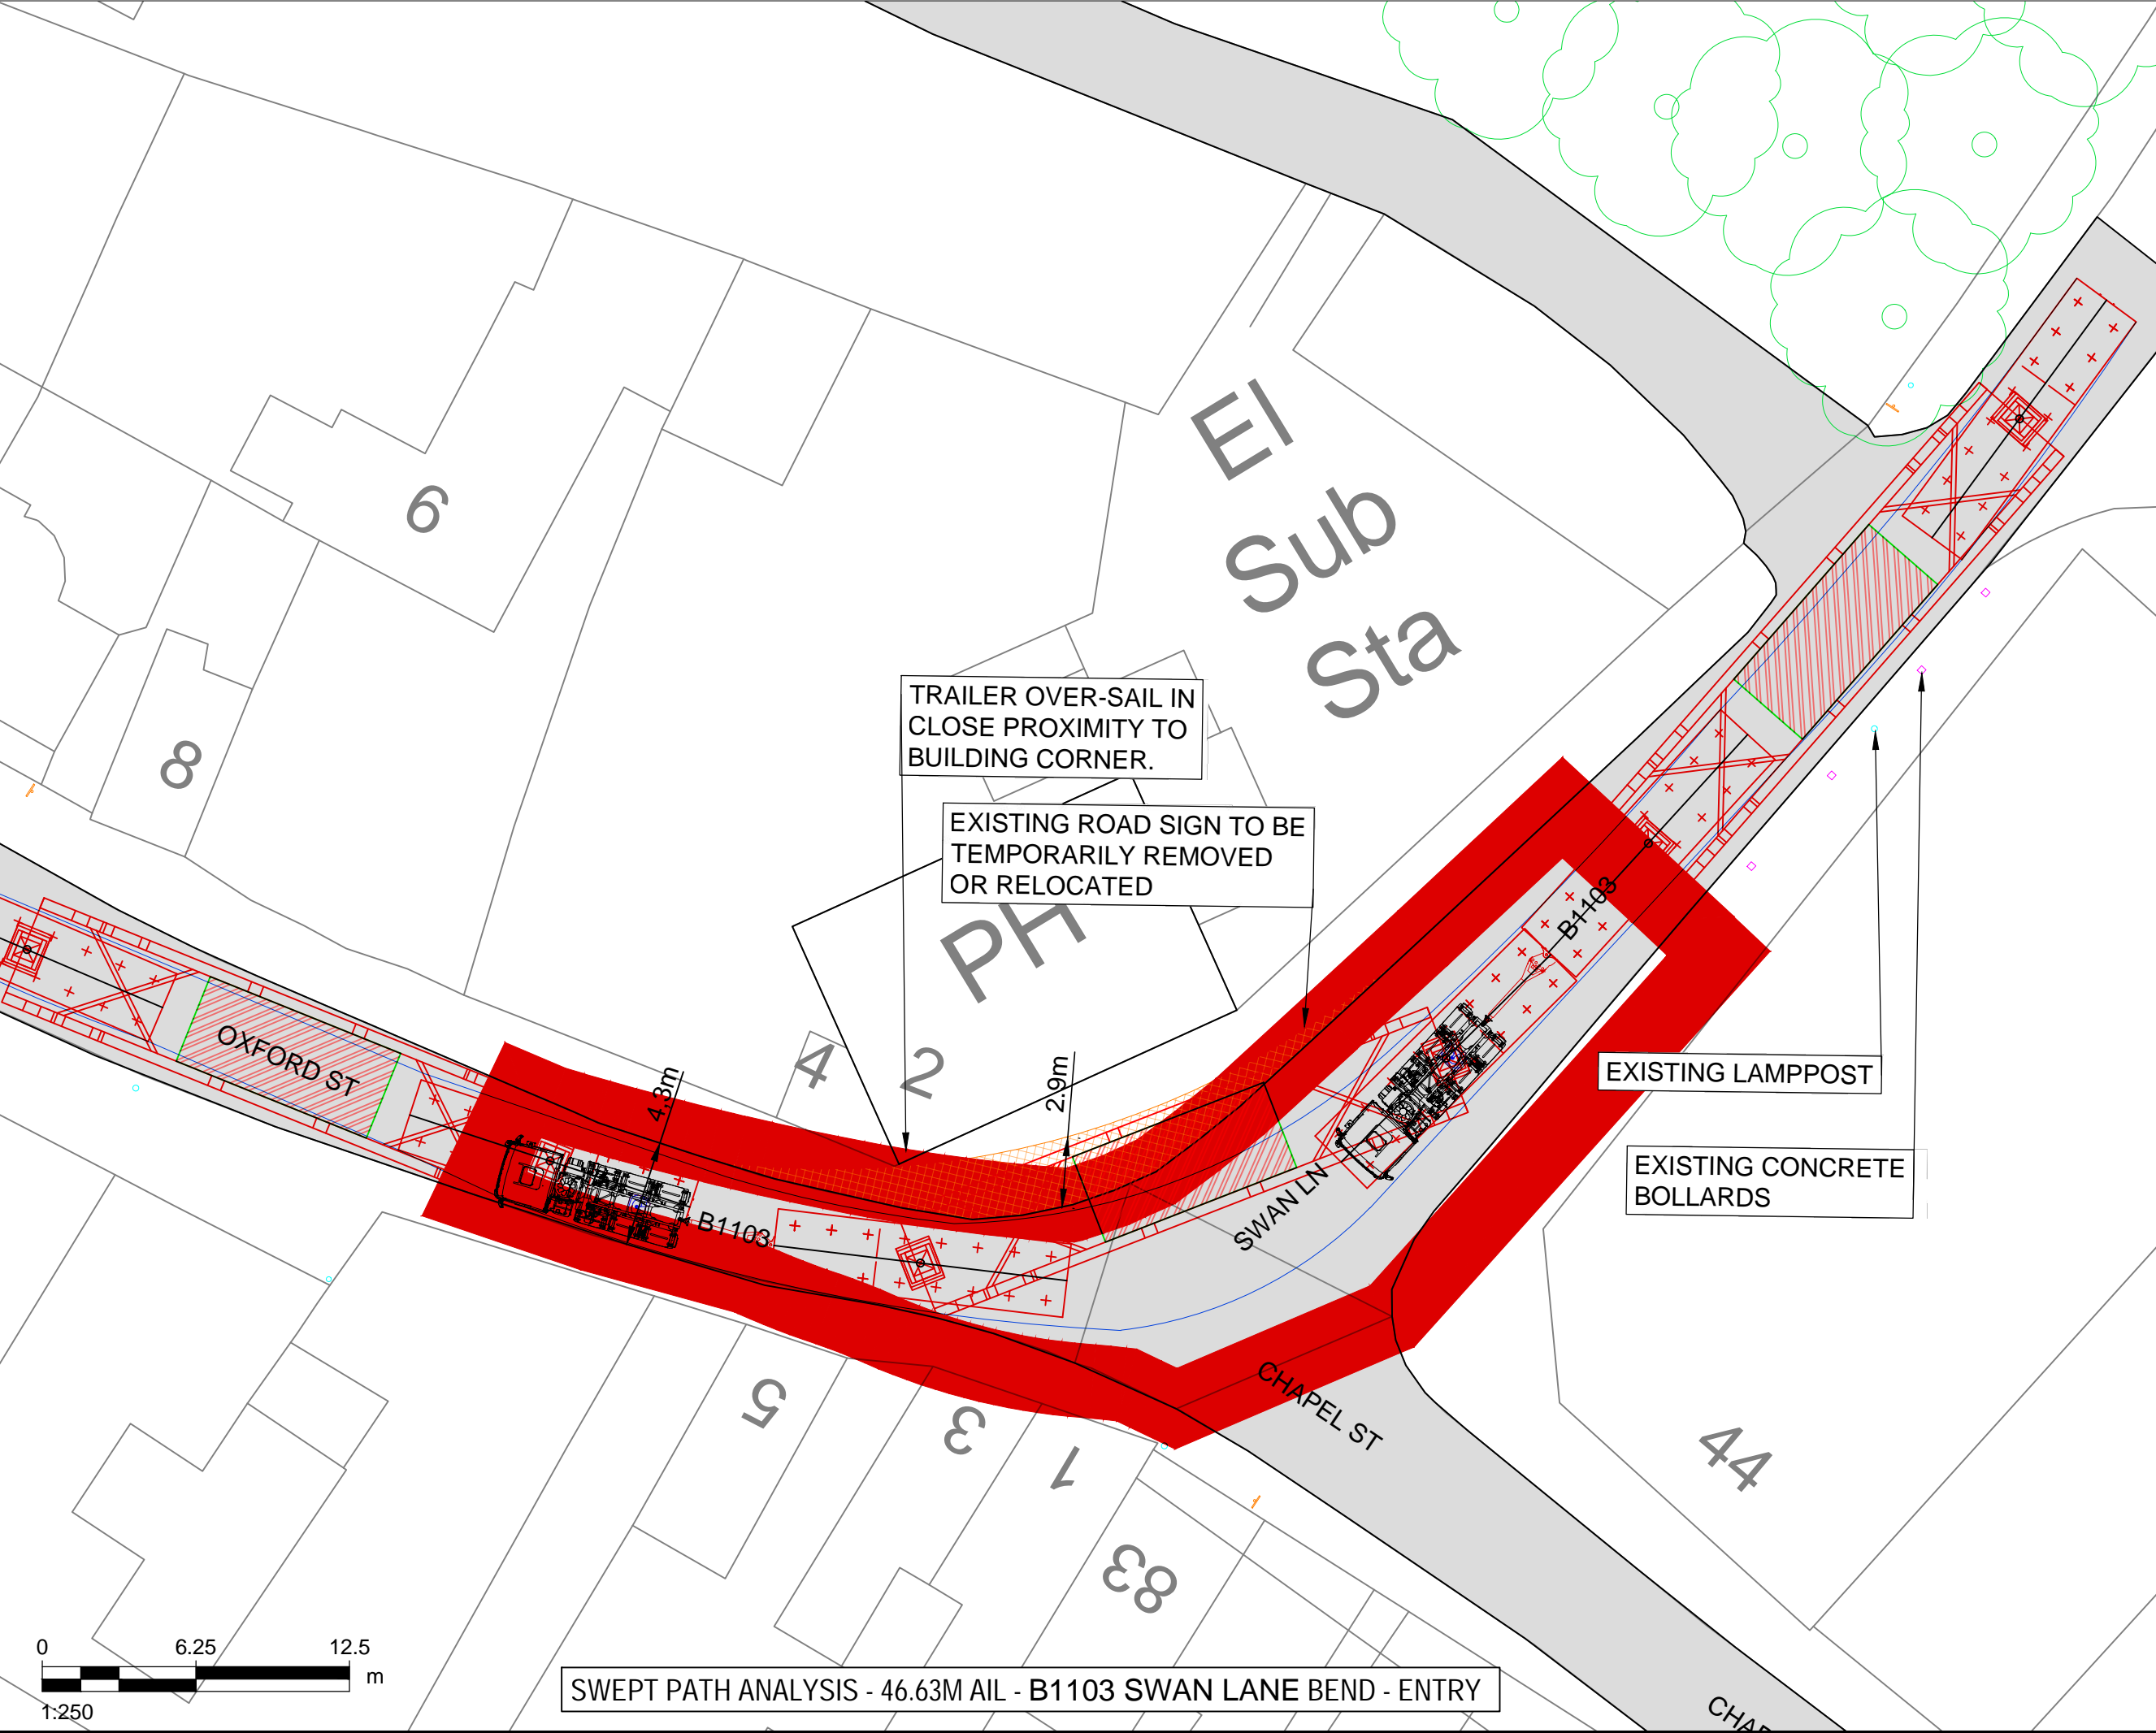 El
Sub
Sta
6
8
TRAILER OVER-SAIL IN
CLOSE PROXIMITY TO
BUILDING CORNER.
EXISTING ROAD SIGN TO BE
TEMPORARILY REMOVED
OR RELOCATED
PH
B1103
OXFORD ST
4
2
4.3m
2.9m
EXISTING LAMPPOST
EXISTING CONCRETE
BOLLARDS
B1103
SWAN LN
CHAPEL ST
5
3
1
83
44
0 6.25 12.5
m
1:250
SWEPT PATH ANALYSIS - 46.63M AIL - B1103 SWAN LANE BEND - ENTRY